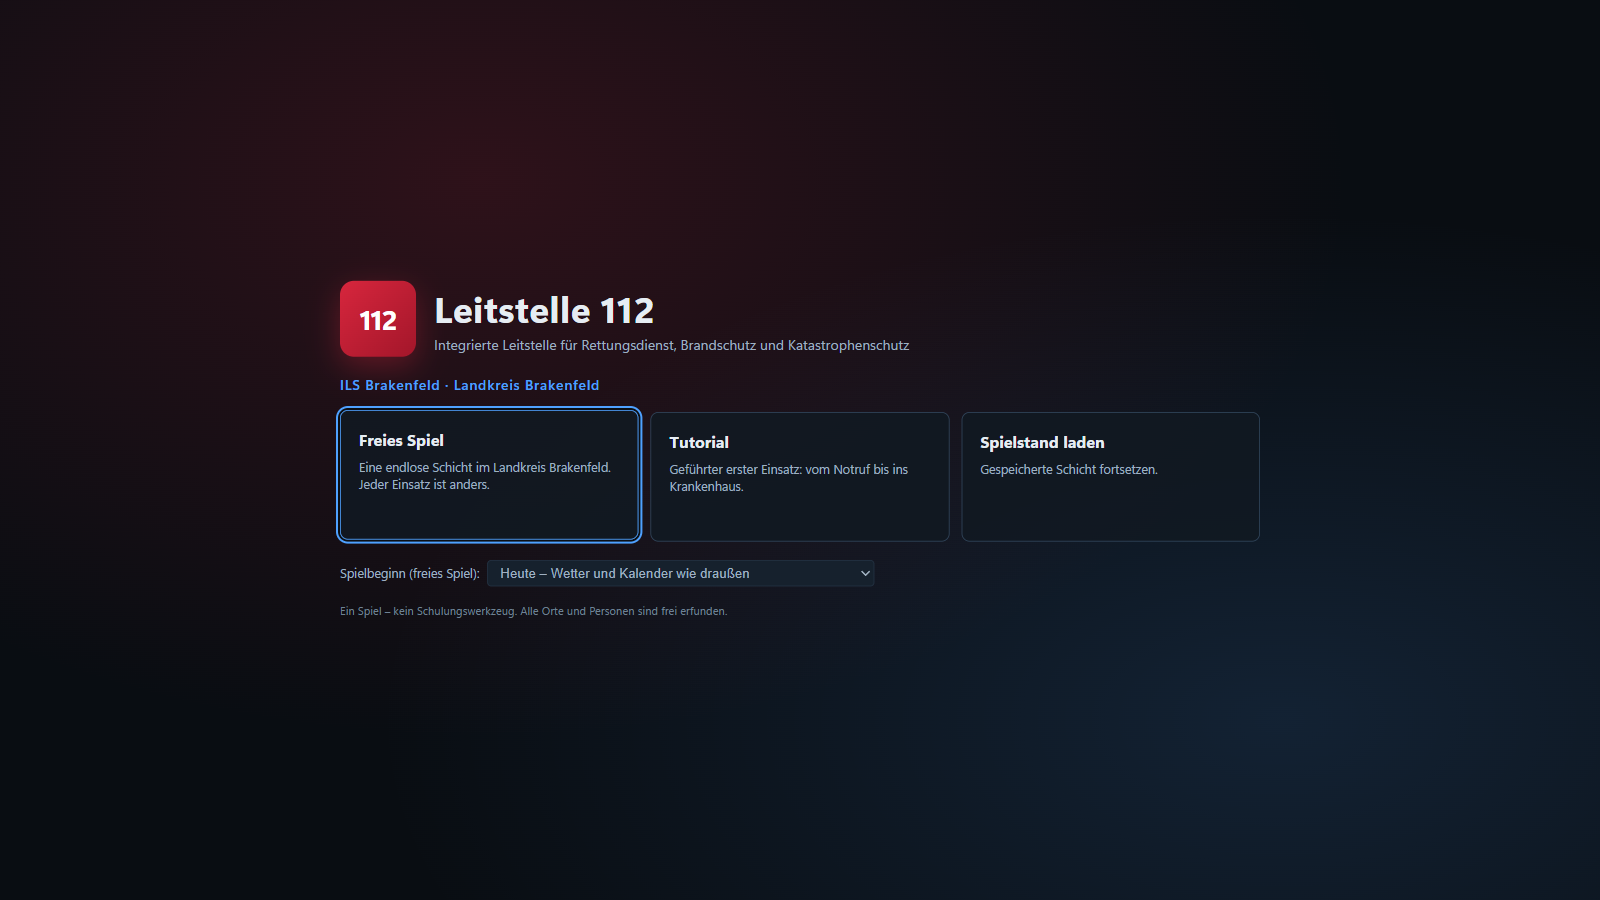 112
Leitstelle 112
Integrierte Leitstelle für Rettungsdienst, Brandschutz und Katastrophenschutz
ILS Brakenfeld · Landkreis Brakenfeld
Freies Spiel
Eine endlose Schicht im Landkreis Brakenfeld.
Jeder Einsatz ist anders.
Tutorial
Geführter erster Einsatz: vom Notruf bis ins
Krankenhaus.
Spielstand laden
Gespeicherte Schicht fortsetzen.
Spielbeginn (freies Spiel): Heute – Wetter und Kalender wie draußen
Ein Spiel – kein Schulungswerkzeug. Alle Orte und Personen sind frei erfunden.